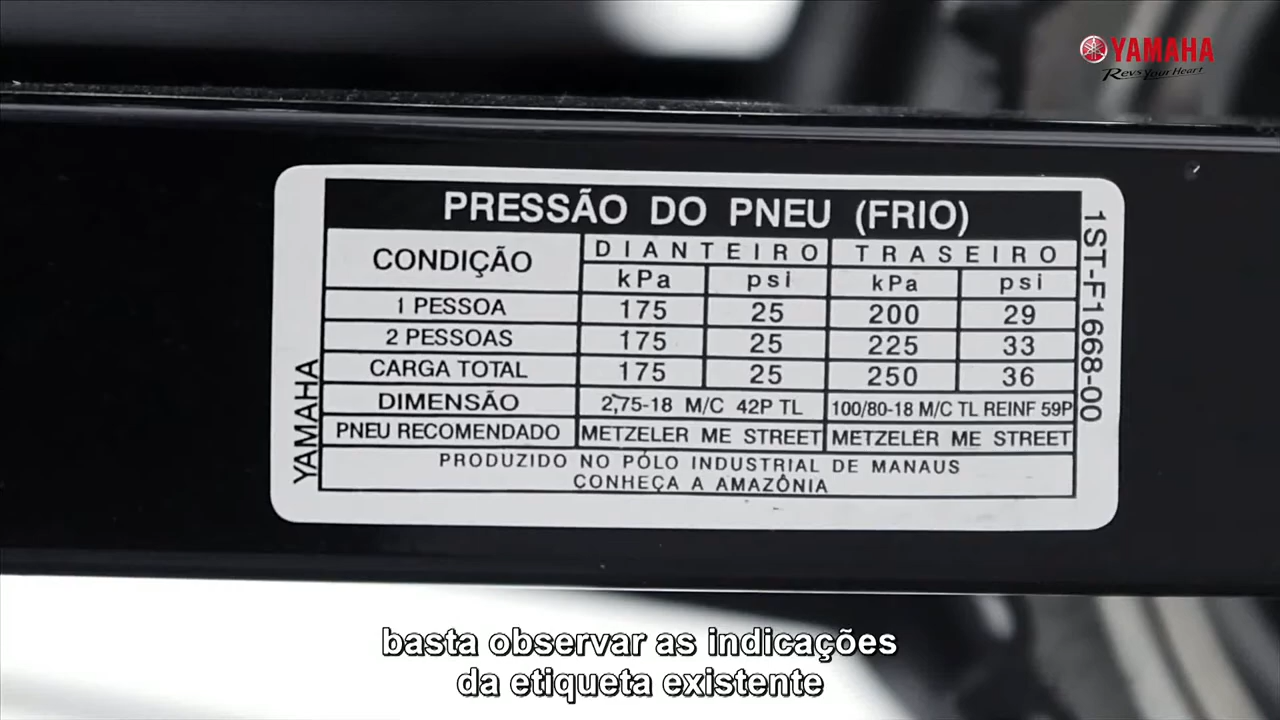 YAMAHA
Revs Your Heart
PRESSÃO DO PNEU (FRIO)
CONDIÇÃO DIANTEIRO TRASEIRO
kPa psi kPa psi
1 PESSOA 175 25 200 29
2 PESSOAS 175 25 225 33
CARGA TOTAL 175 25 250 36
DIMENSÃO 2,75-18 M/C 42P TL 100/80-18 M/C TL REINF 59P
PNEU RECOMENDADO METZELER ME STREET METZELER ME STREET
PRODUZIDO NO PÓLO INDUSTRIAL DE MANAUS
CONHEÇA A AMAZÔNIA
YAMAHA
1ST-F1668-00
basta observar as indicações
da etiqueta existente